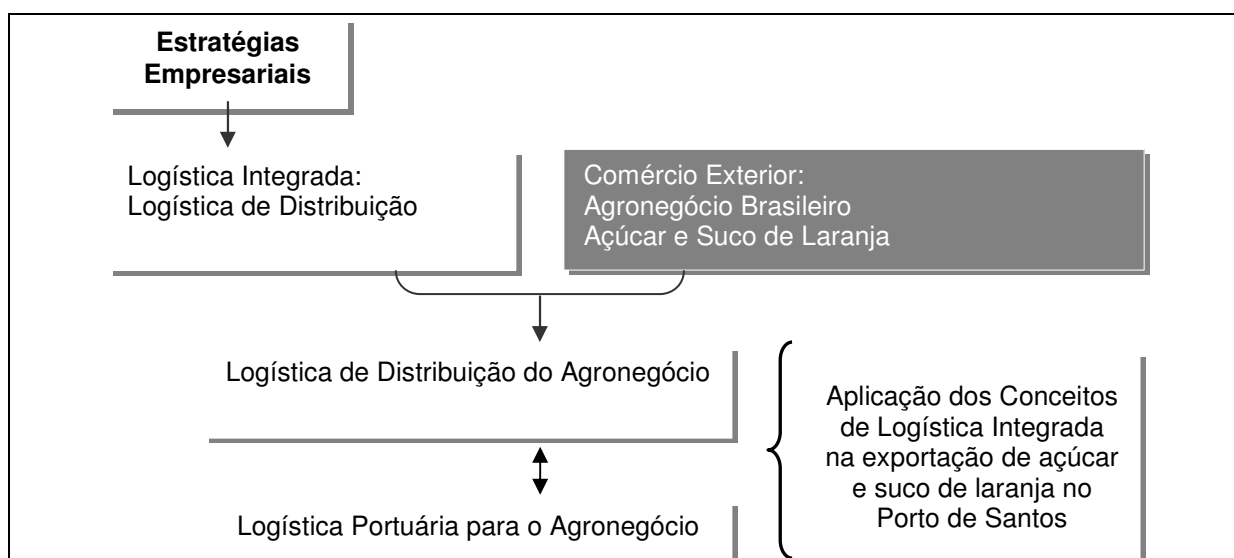 Estratégias
Empresariais
Logística Integrada:
Logística de Distribuição
Comércio Exterior:
Agronegócio Brasileiro
Açúcar e Suco de Laranja
Logística de Distribuição do Agronegócio
Aplicação dos Conceitos
de Logística Integrada
na exportação de açúcar
e suco de laranja no
Porto de Santos
Logística Portuária para o Agronegócio